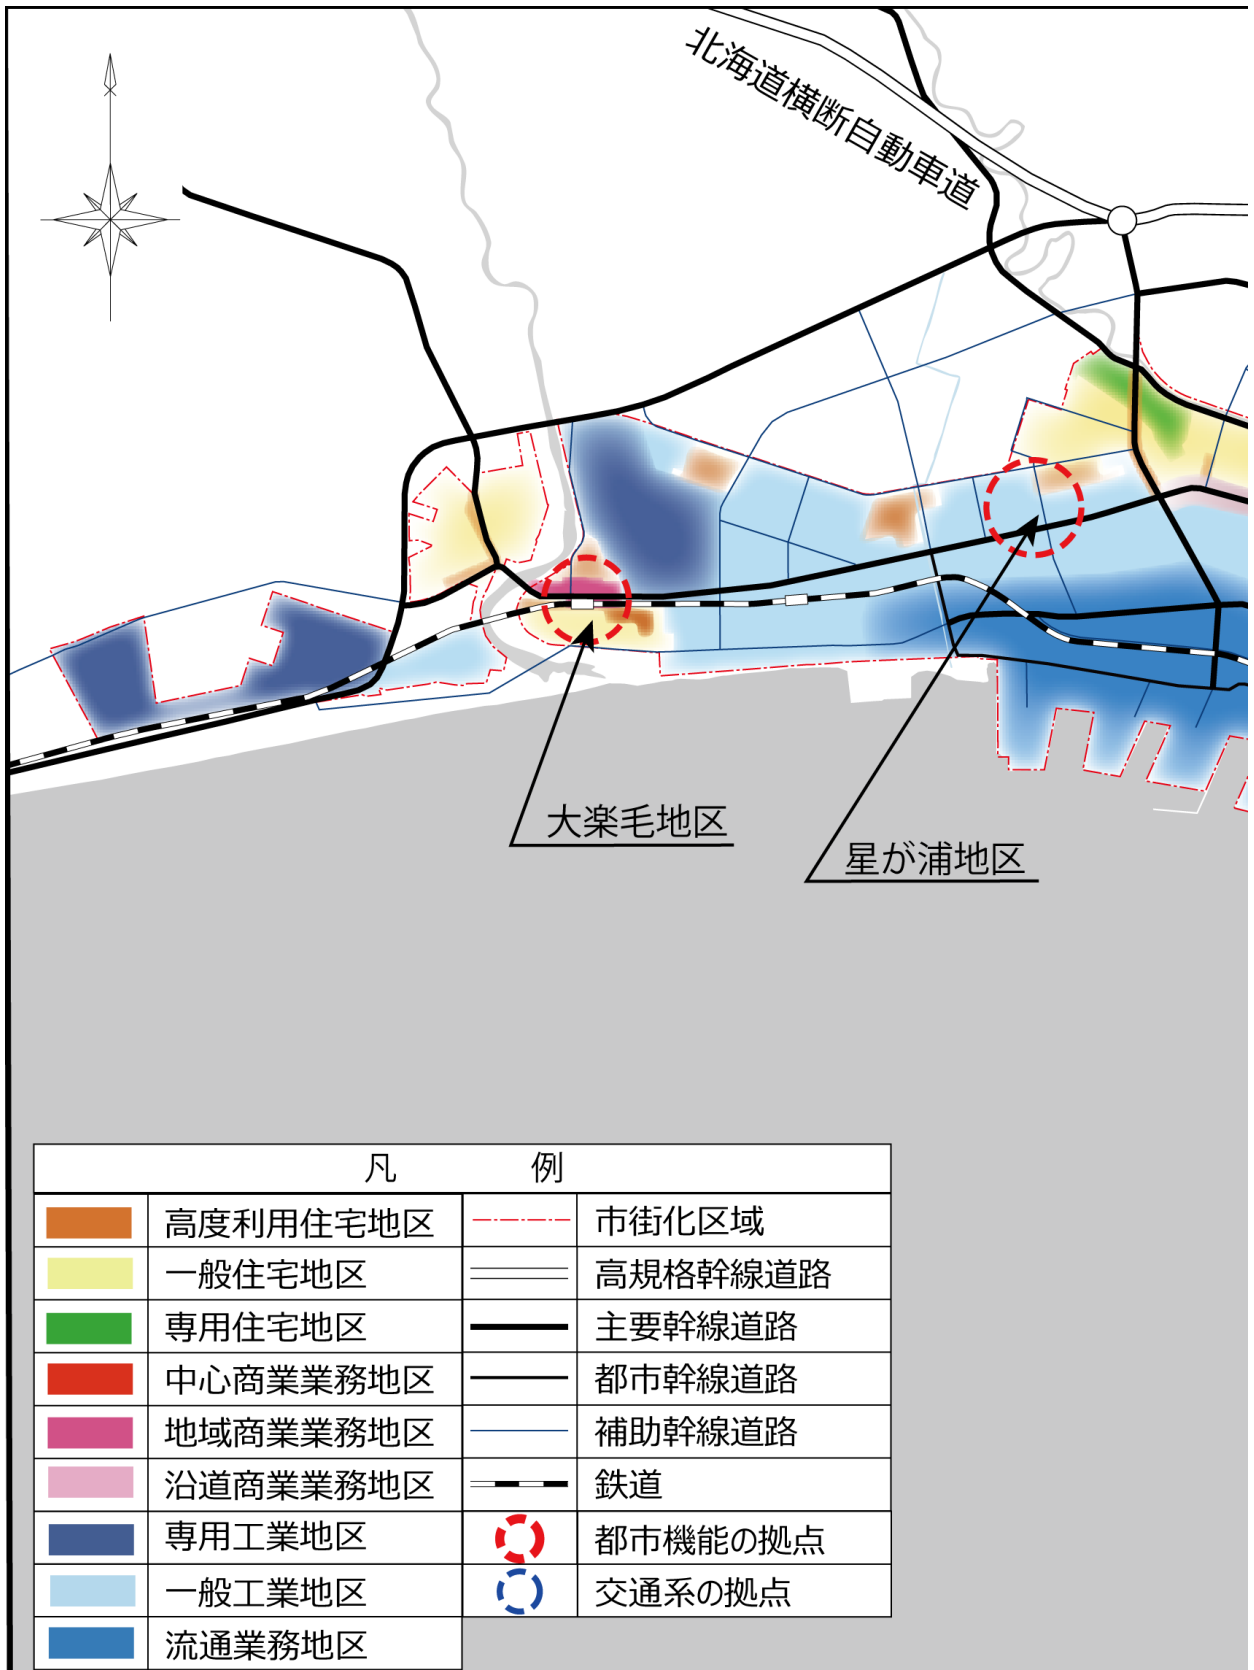 北海道横断自動車道
大楽毛地区
星が浦地区
凡例
高度利用住宅地区
市街化区域
一般住宅地区
高規格幹線道路
専用住宅地区
主要幹線道路
中心商業業務地区
都市幹線道路
地域商業業務地区
補助幹線道路
沿道商業業務地区
鉄道
専用工業地区
都市機能の拠点
一般工業地区
交通系の拠点
流通業務地区